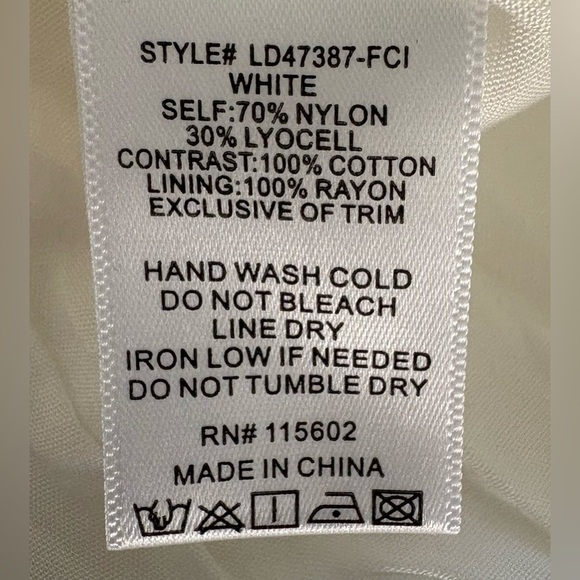 STYLE# LD47387-FCI
WHITE
SELF:70% NYLON
30% LYOCELL
CONTRAST:100% COTTON
LINING:100% RAYON
EXCLUSIVE OF TRIM
HAND WASH COLD
DO NOT BLEACH
LINE DRY
IRON LOW IF NEEDED
DO NOT TUMBLE DRY
RN# 115602
MADE IN CHINA